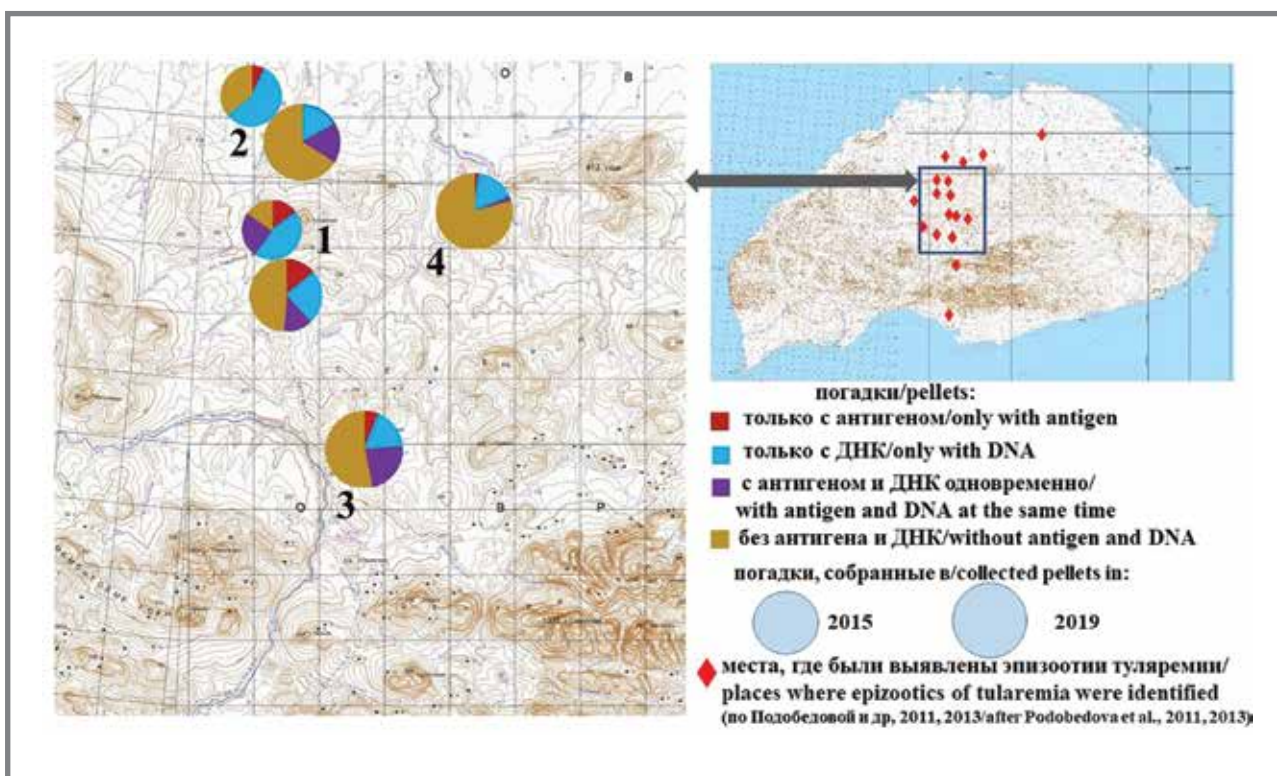 О
В
2
1
4
3
О
В
Р
погадки/pellets:
только с антигеном/only with antigen
только с ДНК/only with DNA
с антигеном и ДНК одновременно/
with antigen and DNA at the same time
без антигена и ДНК/without antigen and DNA
погадки, собранные в/collected pellets in:
2015
2019
места, где были выявлены эпизоотии туляремии/
places where epizootics of tularemia were identified
(по Подобедовой и др, 2011, 2013/after Podobedova et al., 2011, 2013)